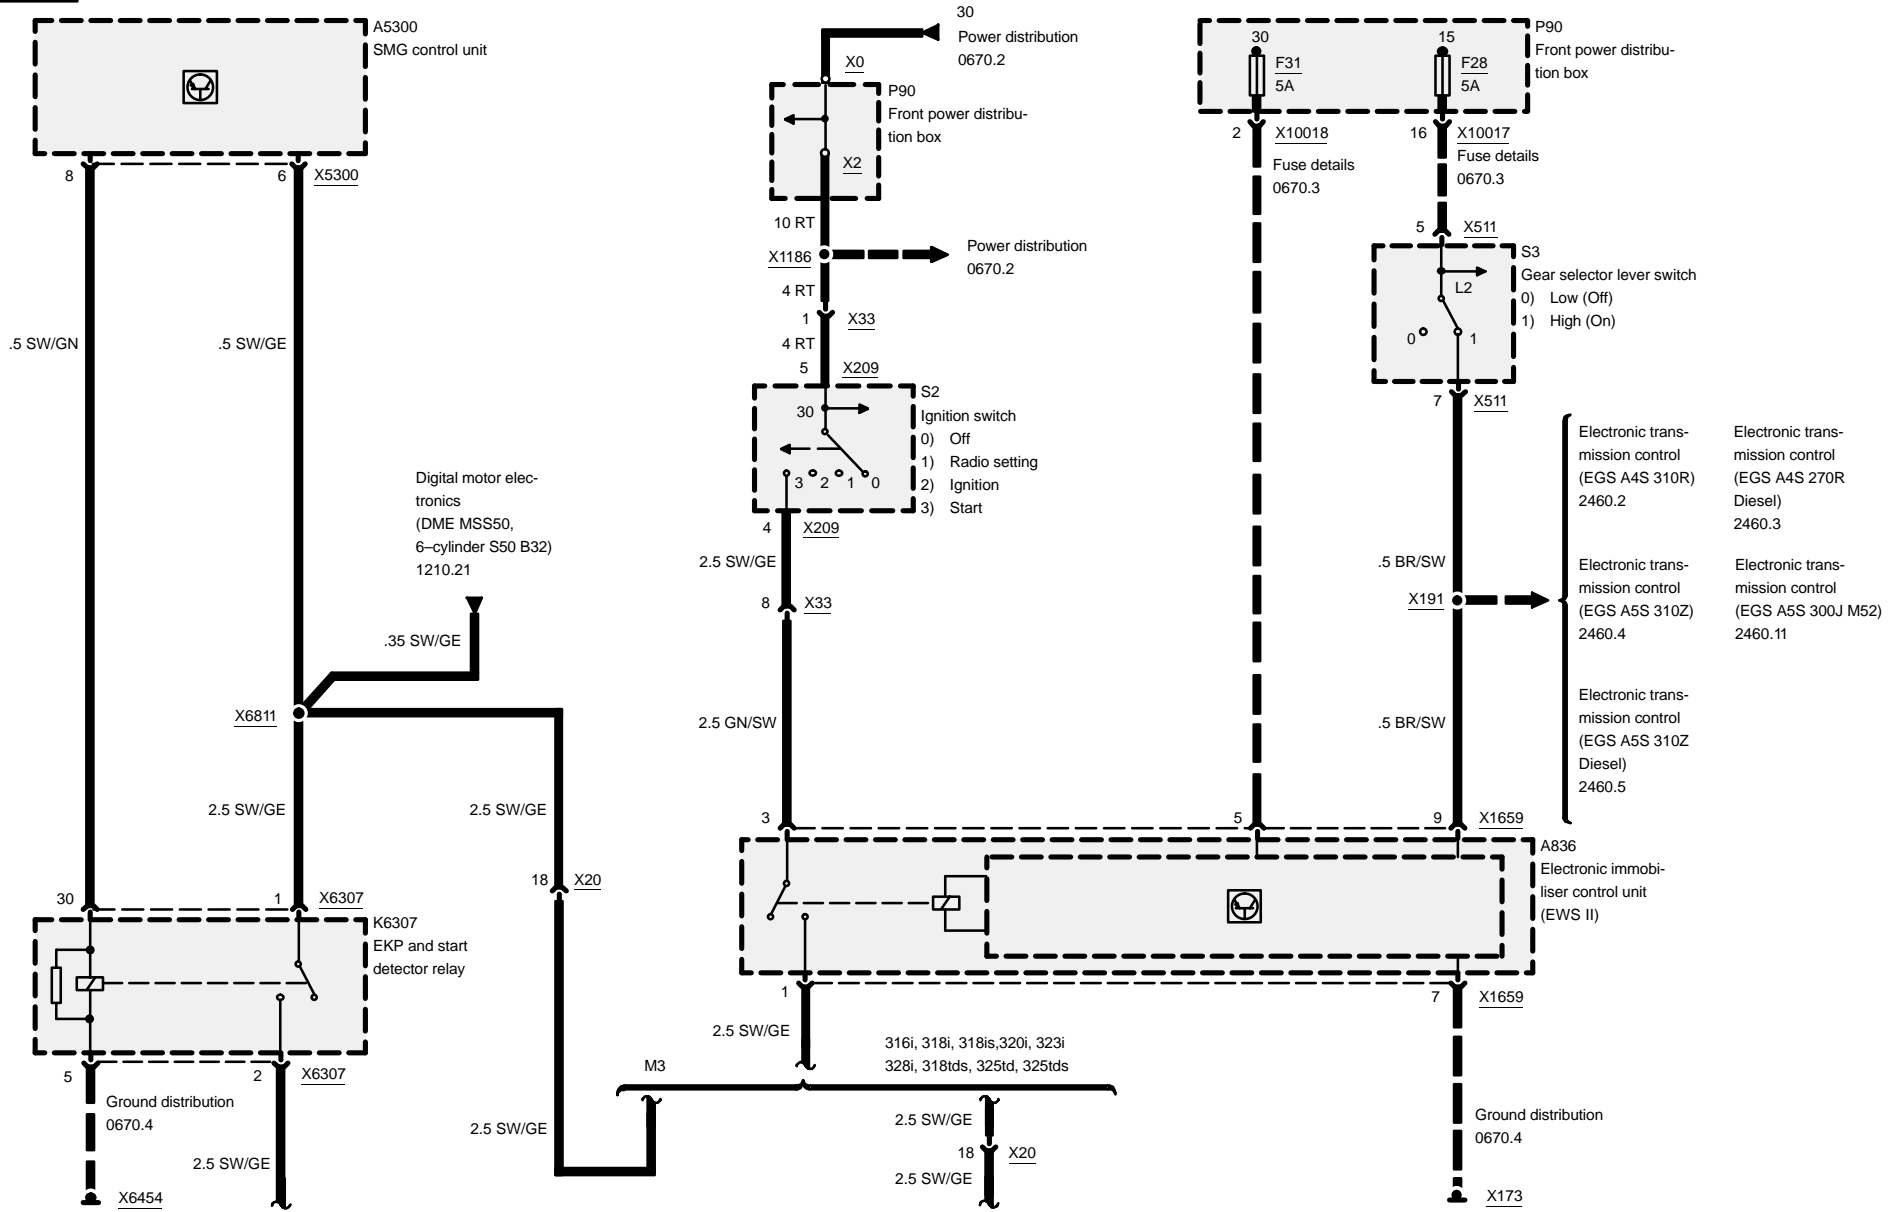 A5300
SMG control unit
8
6
X5300
.5 SW/GN
.5 SW/GE
Digital motor elec-
tronics
(DME MSS50,
6–cylinder S50 B32)
1210.21
.35 SW/GE
X6811
2.5 SW/GE
2.5 SW/GE
18
X20
30
1
X6307
K6307
EKP and start
detector relay
5
2
X6307
Ground distribution
0670.4
2.5 SW/GE
X6454
2.5 SW/GE
30
Power distribution
0670.2
X0
P90
Front power distribu-
tion box
X2
10 RT
X1186
Power distribution
0670.2
4 RT
1
X33
4 RT
5
X209
S2
Ignition switch
0) Off
1) Radio setting
2) Ignition
3) Start
30
3
2
1
0
4
X209
2.5 SW/GE
8
X33
2.5 GN/SW
3
P90
Front power distribu-
tion box
30
F31
5A
15
F28
5A
2
X10018
Fuse details
0670.3
16
X10017
Fuse details
0670.3
5
X511
S3
Gear selector lever switch
0) Low (Off)
1) High (On)
L2
0
1
7
X511
.5 BR/SW
X191
.5 BR/SW
Electronic trans-
mission control
(EGS A4S 310R)
2460.2
Electronic trans-
mission control
(EGS A4S 270R
Diesel)
2460.3
Electronic trans-
mission control
(EGS A5S 310Z)
2460.4
Electronic trans-
mission control
(EGS A5S 300J M52)
2460.11
Electronic trans-
mission control
(EGS A5S 310Z
Diesel)
2460.5
5
9
X1659
A836
Electronic immobi-
liser control unit
(EWS II)
1
7
X1659
2.5 SW/GE
M3
316i, 318i, 318is,320i, 323i
328i, 318tds, 325td, 325tds
2.5 SW/GE
18
X20
2.5 SW/GE
Ground distribution
0670.4
X173